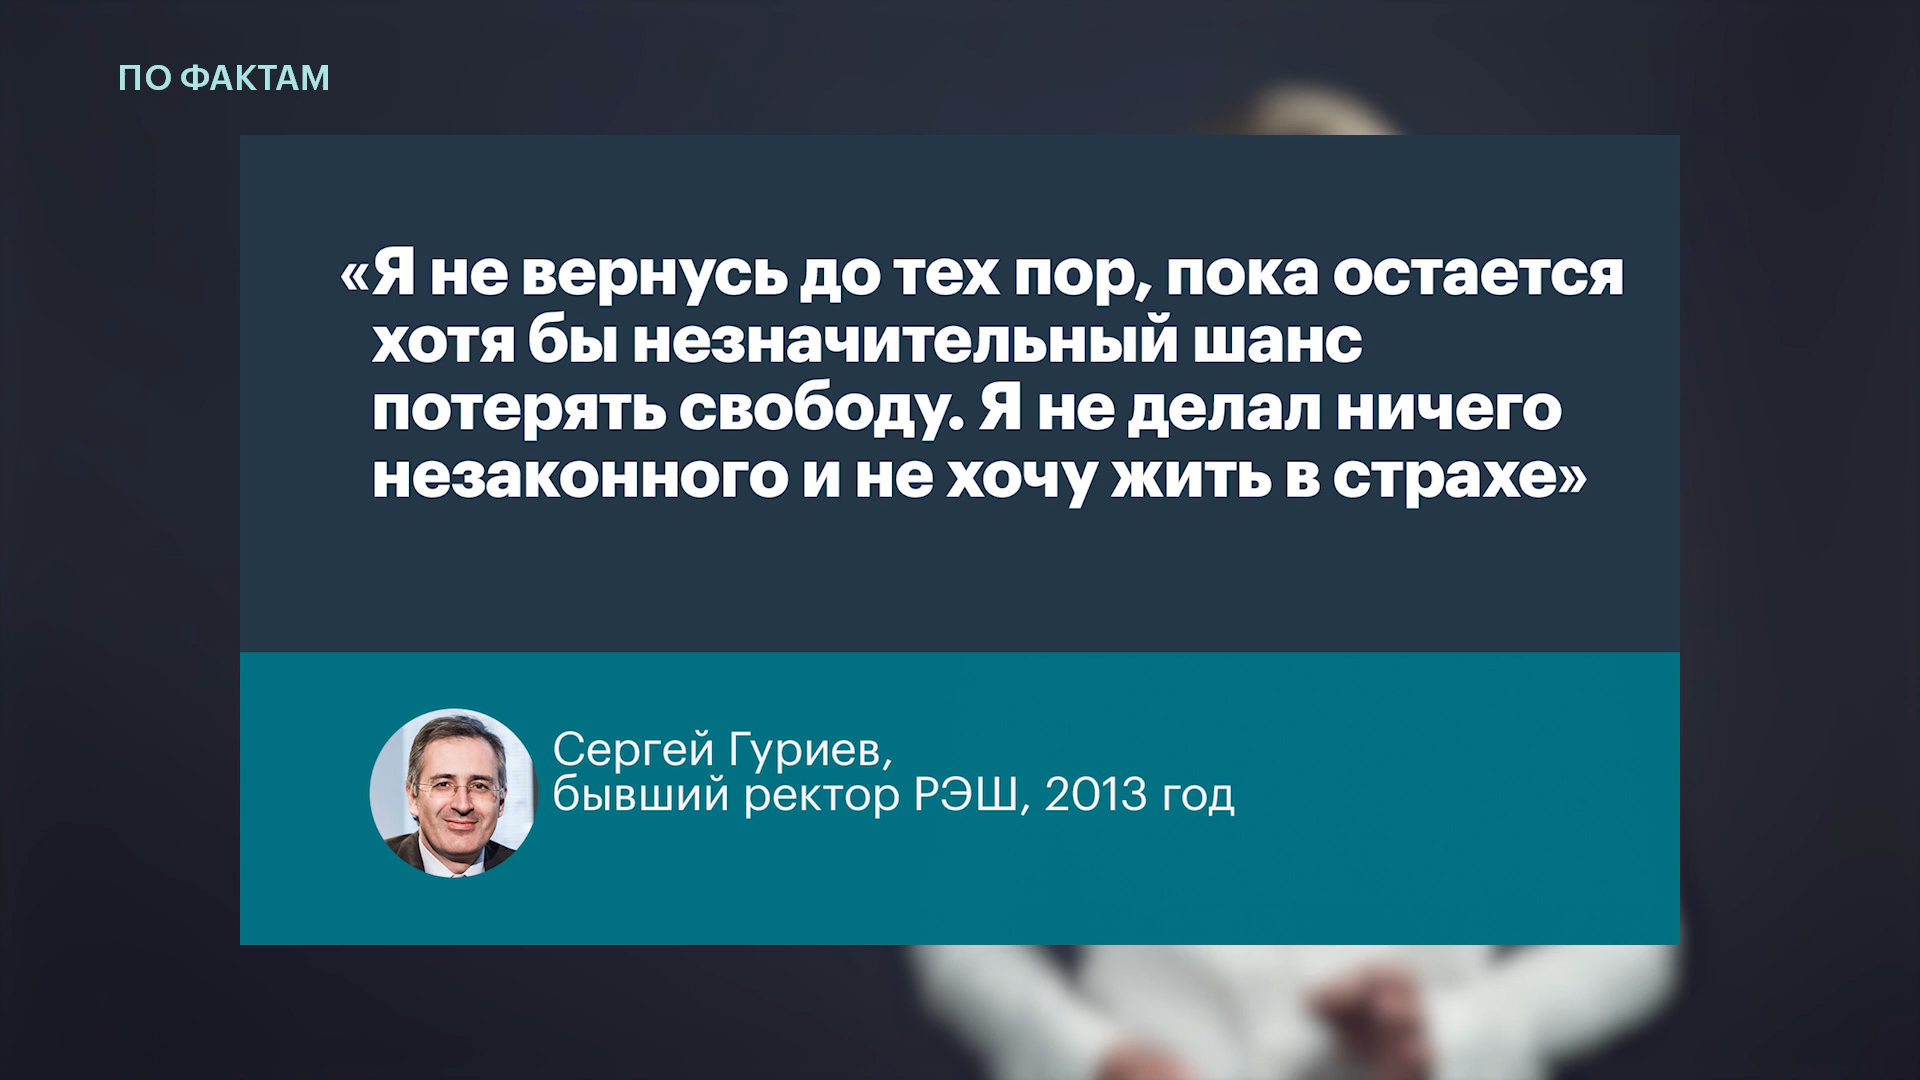 ПО ФАКТАМ
«Я не вернусь до тех пор, пока остается
хотя бы незначительный шанс
потерять свободу. Я не делал ничего
незаконного и не хочу жить в страхе»
Сергей Гуриев,
бывший ректор РЭШ, 2013 год